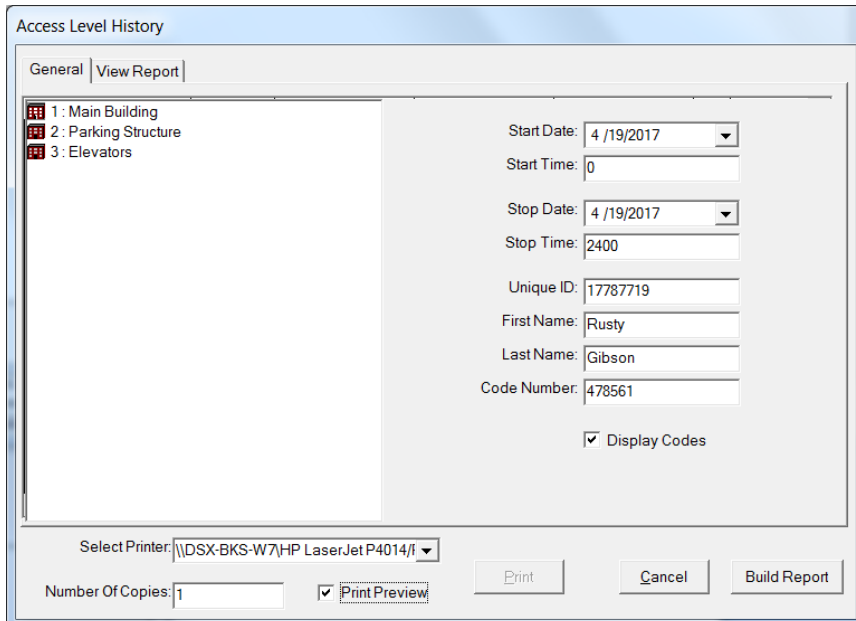 Access Level History
General View Report
1 : Main Building
2 : Parking Structure
3 : Elevators
Start Date: 4 /19/2017
Start Time: 0
Stop Date: 4 /19/2017
Stop Time: 2400
Unique ID: 17787719
First Name: Rusty
Last Name: Gibson
Code Number: 478561
Display Codes
Select Printer: \\DSX-BKS-W7\HP LaserJet P4014/
Number Of Copies: 1
Print Preview
Print Cancel Build Report